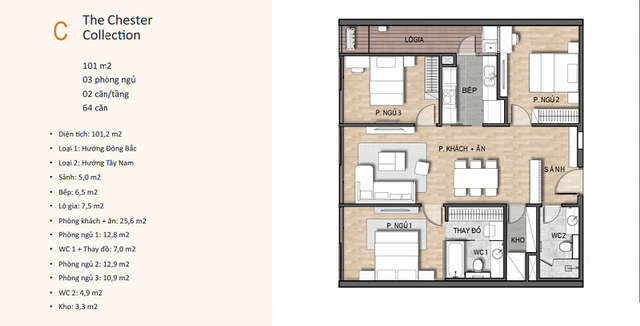 C
The Chester
Collection
101 m2
03 phòng ngủ
02 căn/tầng
64 căn
• Diện tích: 101,2 m2
• Loại 1: Hướng Đông Bắc
• Loại 2: Hướng Tây Nam
• Sảnh: 5,0 m2
• Bếp: 6,5 m2
• Lô gia: 7,5 m2
• Phòng khách + ăn: 25,6 m2
• Phòng ngủ 1: 12,8 m2
• WC 1 + Thay đồ: 7,0 m2
• Phòng ngủ 2: 12,9 m2
• Phòng ngủ 3: 10,9 m2
• WC 2: 4,9 m2
• Kho: 3,3 m2
LÔGIA
BẾP
P. NGỦ 3
P. NGỦ 2
P. KHÁCH + ĂN
SẢNH
P. NGỦ 1
THAY ĐỒ
WC 1
KHO
WC2